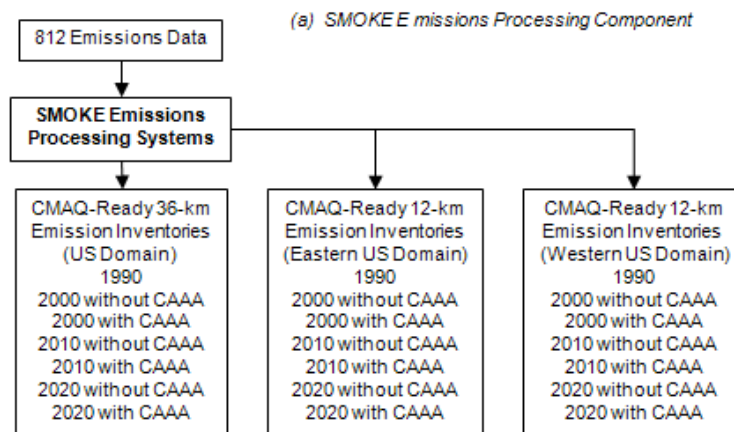 (a) SMOKE E missions Processing Component
812 Emissions Data
SMOKE Emissions
Processing Systems
CMAQ-Ready 36-km
Emission Inventories
(US Domain)
1990
2000 without CAAA
2000 with CAAA
2010 without CAAA
2010 with CAAA
2020 without CAAA
2020 with CAAA
CMAQ-Ready 12-km
Emission Inventories
(Eastern US Domain)
1990
2000 without CAAA
2000 with CAAA
2010 without CAAA
2010 with CAAA
2020 without CAAA
2020 with CAAA
CMAQ-Ready 12-km
Emission Inventories
(Western US Domain)
1990
2000 without CAAA
2000 with CAAA
2010 without CAAA
2010 with CAAA
2020 without CAAA
2020 with CAAA